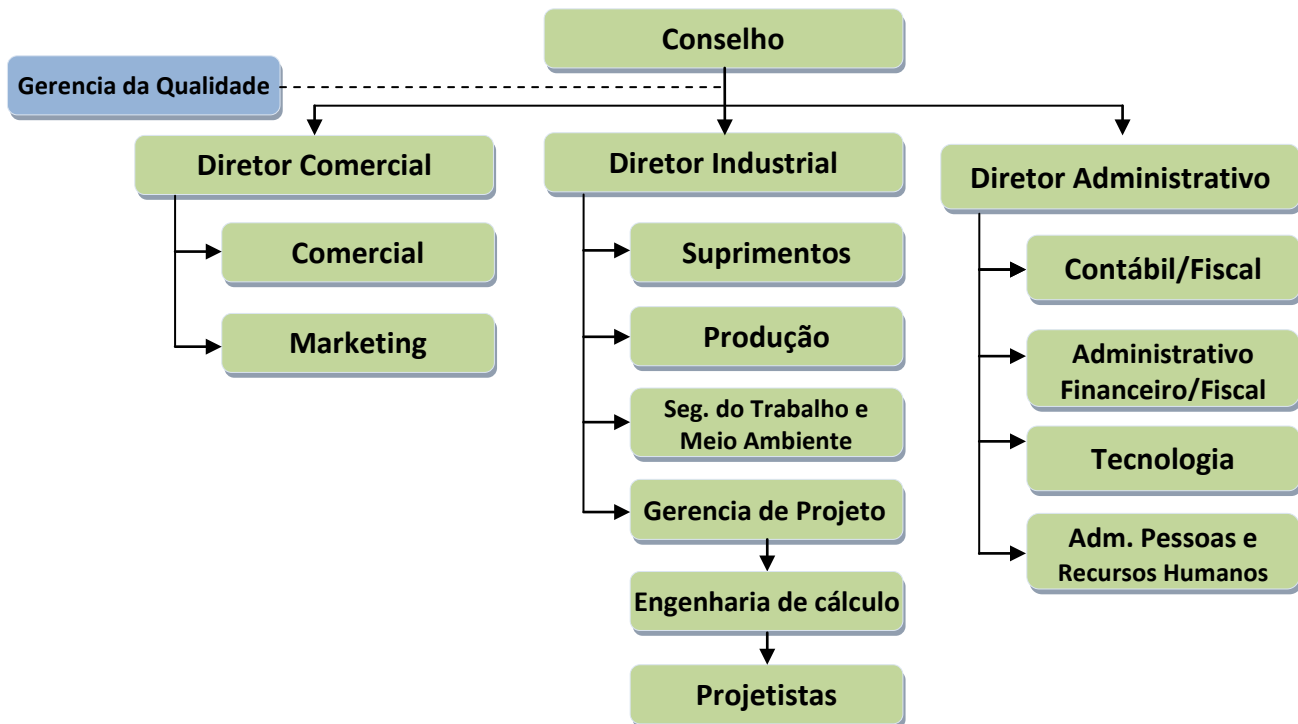 Conselho
Gerencia da Qualidade
Diretor Comercial
Comercial
Marketing
Diretor Industrial
Suprimentos
Produção
Seg. do Trabalho e
Meio Ambiente
Gerencia de Projeto
Engenharia de cálculo
Projetistas
Diretor Administrativo
Contábil/Fiscal
Administrativo
Financeiro/Fiscal
Tecnologia
Adm. Pessoas e
Recursos Humanos